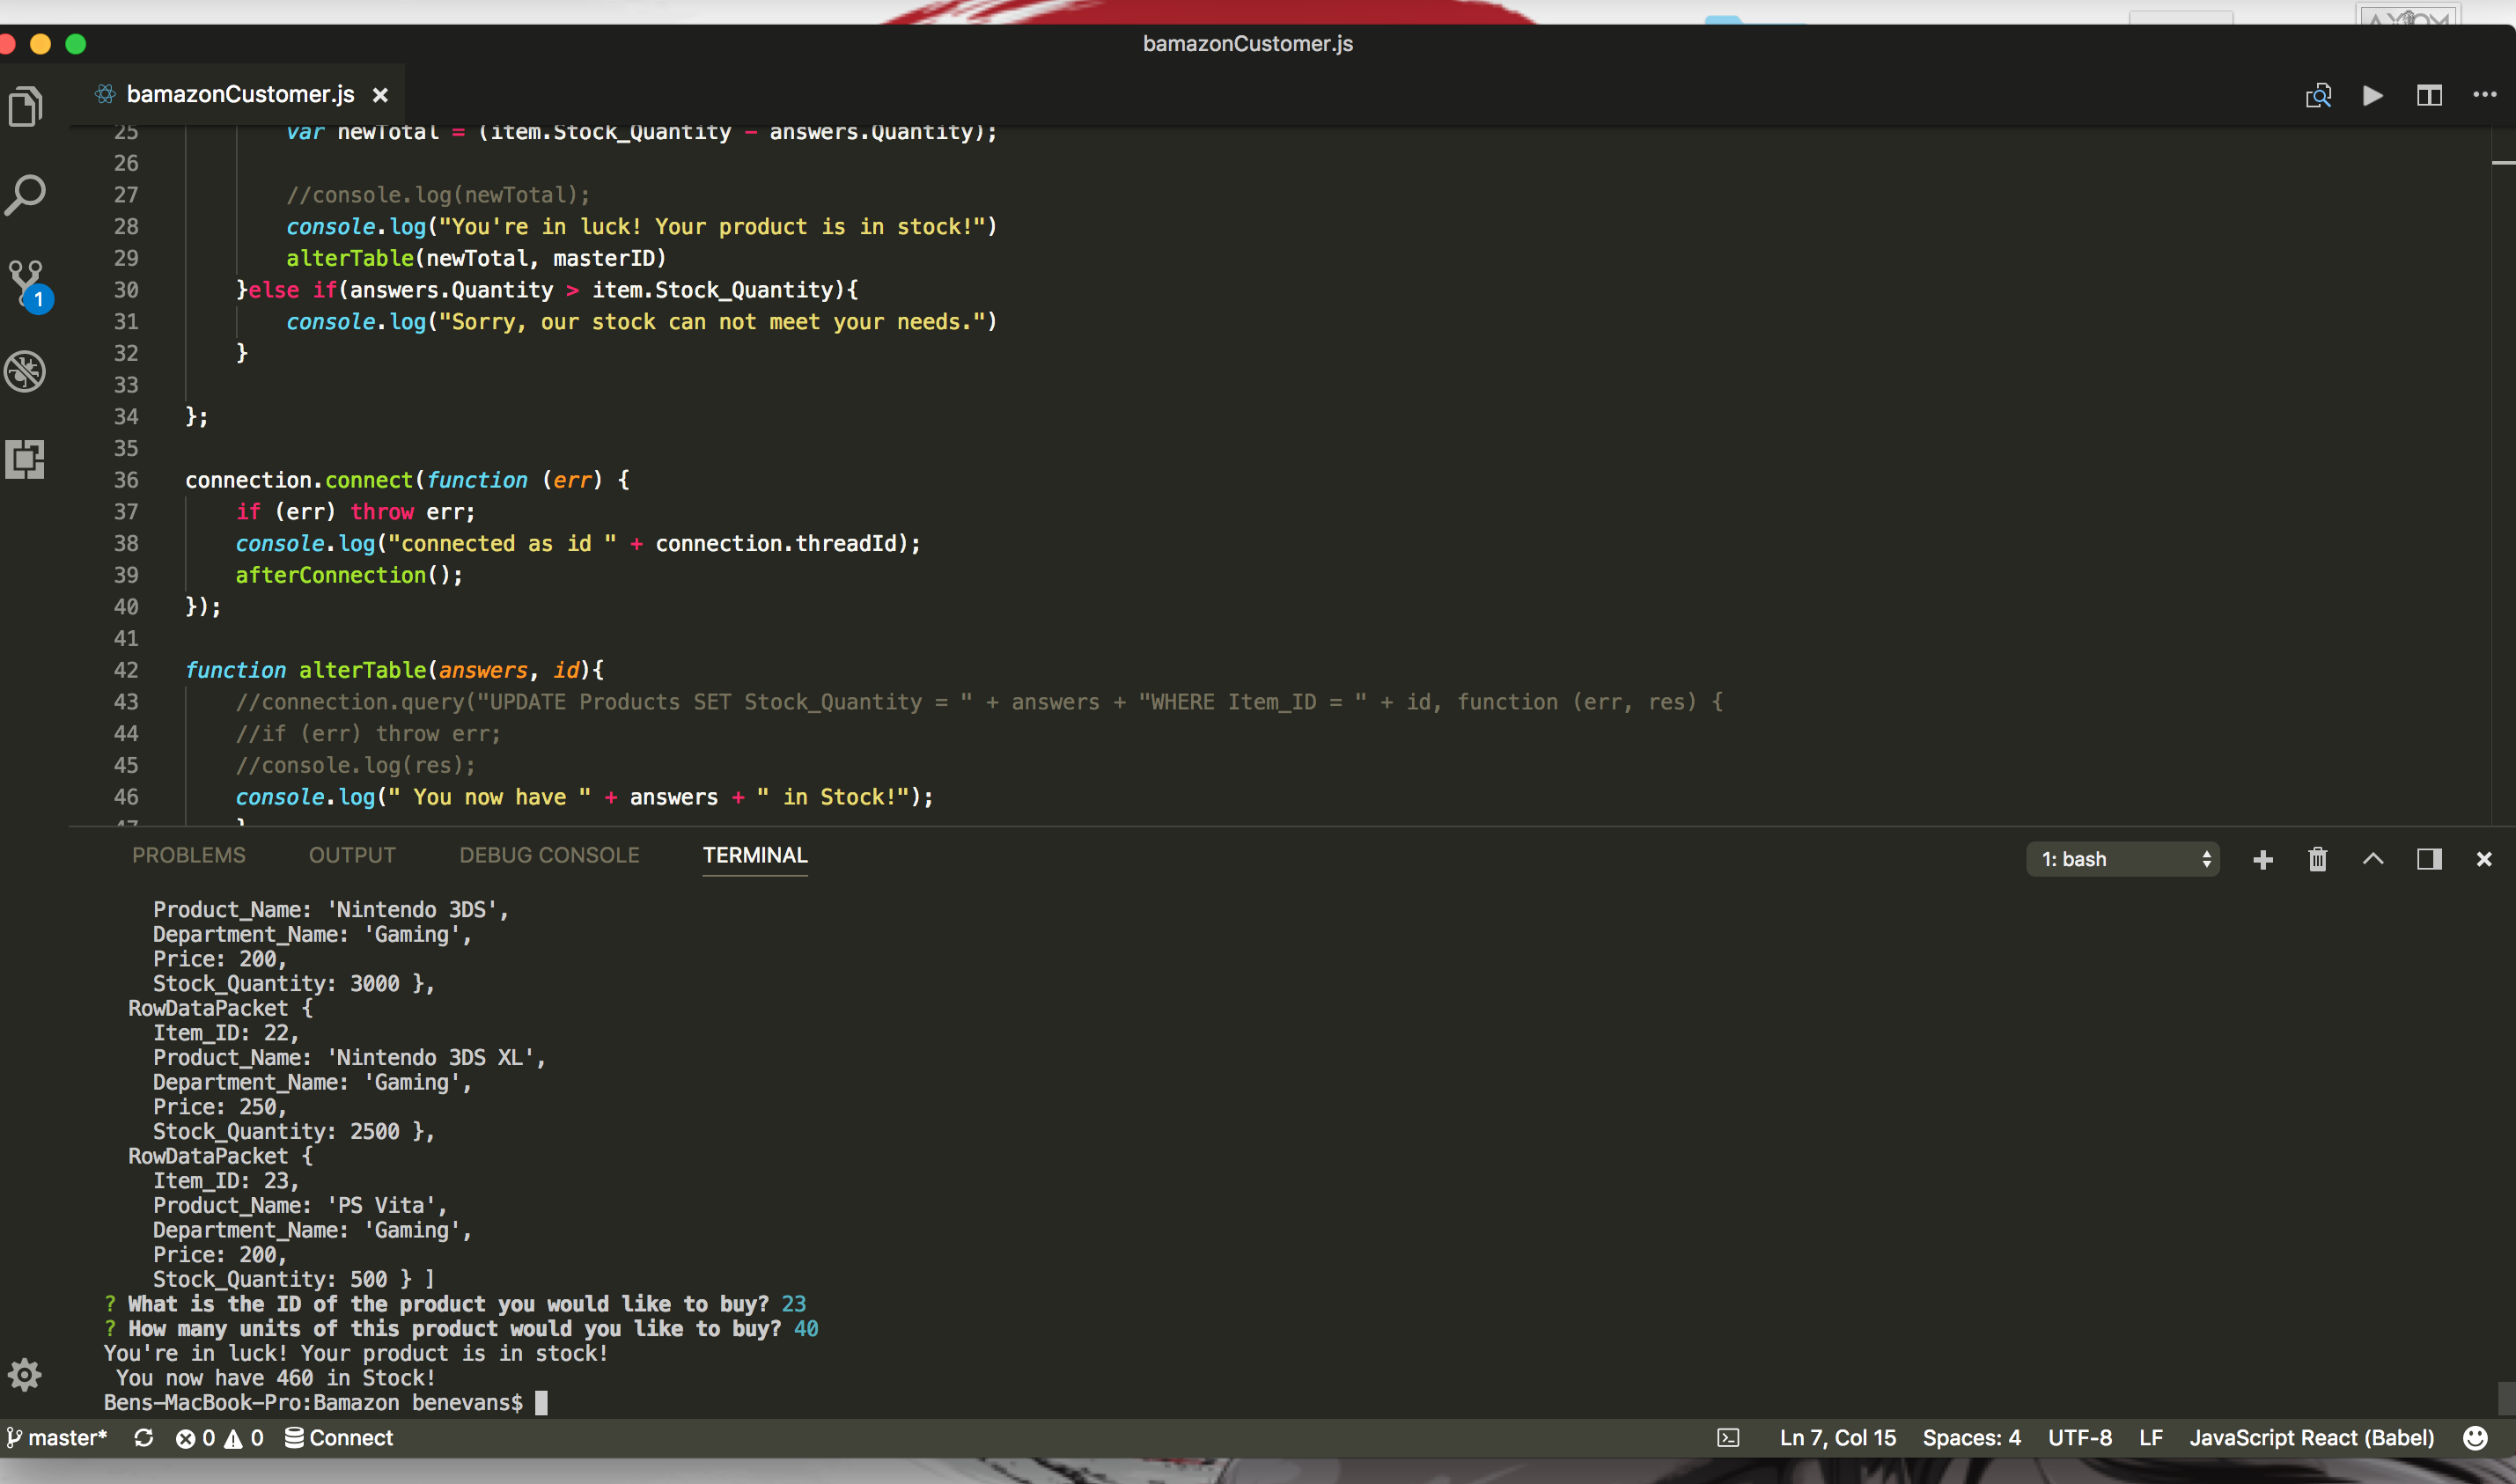 bamazonCustomer.js
bamazonCustomer.js
25 var newTotal = (item.Stock_Quantity - answers.Quantity);
26
27 //console.log(newTotal);
28 console.log("You're in luck! Your product is in stock!")
29 alterTable(newTotal, masterID)
30 }else if(answers.Quantity > item.Stock_Quantity){
31 console.log("Sorry, our stock can not meet your needs.")
32 }
33
34 };
35
36 connection.connect(function (err) {
37 if (err) throw err;
38 console.log("connected as id " + connection.threadId);
39 afterConnection();
40 });
41
42 function alterTable(answers, id){
43 //connection.query("UPDATE Products SET Stock_Quantity = " + answers + "WHERE Item_ID = " + id, function (err, res) {
44 //if (err) throw err;
45 //console.log(res);
46 console.log(" You now have " + answers + " in Stock!");
47 }
1
PROBLEMS OUTPUT DEBUG CONSOLE TERMINAL 1: bash
Product_Name: 'Nintendo 3DS',
Department_Name: 'Gaming',
Price: 200,
Stock_Quantity: 3000 },
RowDataPacket {
Item_ID: 22,
Product_Name: 'Nintendo 3DS XL',
Department_Name: 'Gaming',
Price: 250,
Stock_Quantity: 2500 },
RowDataPacket {
Item_ID: 23,
Product_Name: 'PS Vita',
Department_Name: 'Gaming',
Price: 200,
Stock_Quantity: 500 } ]
? What is the ID of the product you would like to buy? 23
? How many units of this product would you like to buy? 40
You're in luck! Your product is in stock!
You now have 460 in Stock!
Bens-MacBook-Pro:Bamazon benevans$
master* 0 0 Connect Ln 7, Col 15 Spaces: 4 UTF-8 LF JavaScript React (Babel)